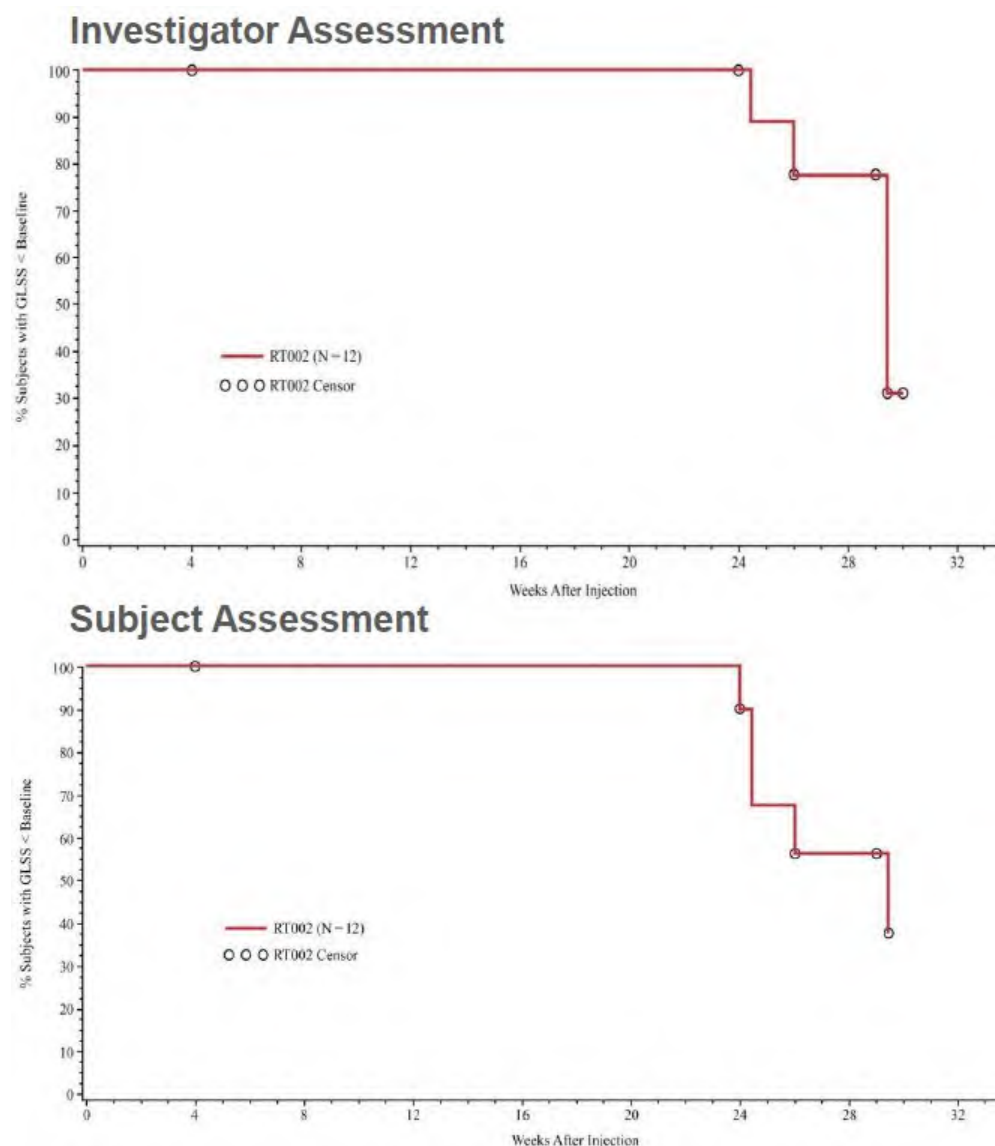 Investigator Assessment
100
90
80
70
60
50
40
30
20
10
0
% Subjects with GLSS < Baseline
RT002 (N = 12)
O O O RT002 Censor
0 4 8 12 16 20 24 28 32
Weeks After Injection
Subject Assessment
100
90
80
70
60
50
40
30
20
10
0
% Subjects with GLSS < Baseline
RT002 (N = 12)
O O O RT002 Censor
0 4 8 12 16 20 24 28 32
Weeks After Injection